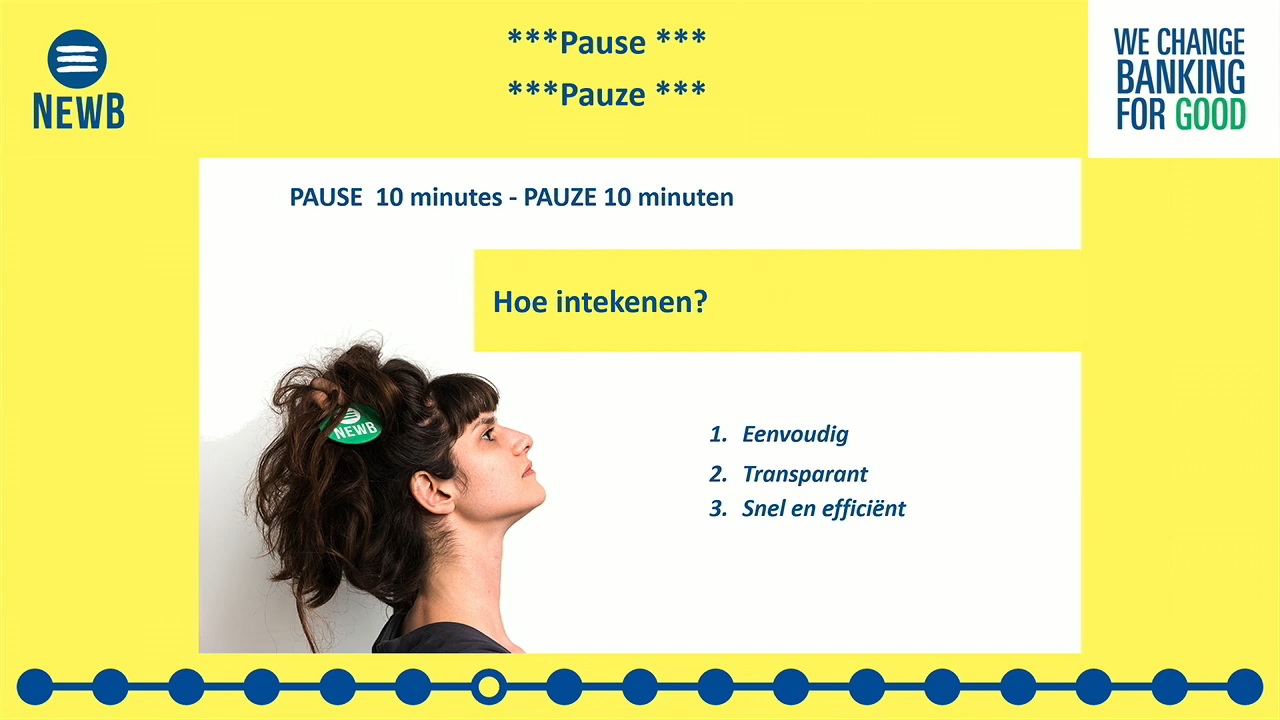 NEWB
***Pause ***
***Pauze ***
WE CHANGE
BANKING
FOR GOOD
PAUSE  10 minutes - PAUZE 10 minuten
Hoe intekenen?
NEWB
1. Eenvoudig
2. Transparant
3. Snel en efficiënt